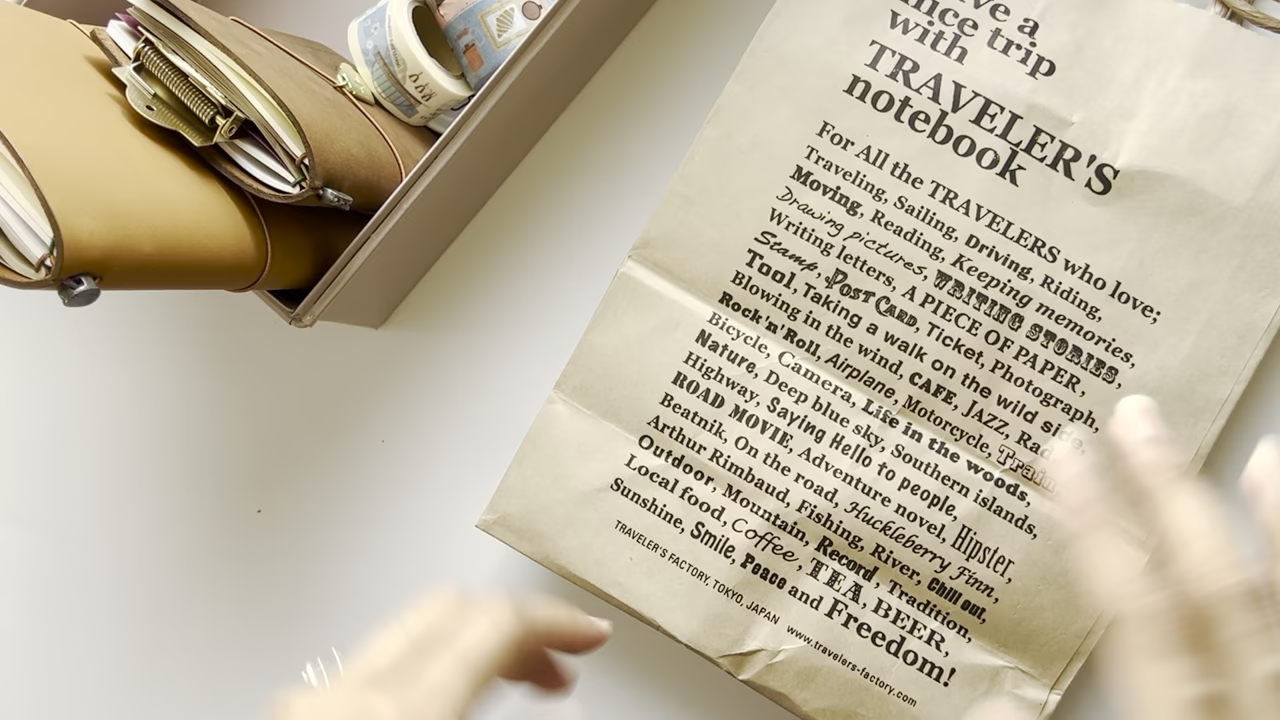 a
nice trip
with
TRAVELER'S
notebook
For All the TRAVELERS who love;
Traveling, Sailing, Driving, Riding,
Moving, Reading, Keeping memories,
Drawing pictures, WRITING STORIES,
Writing letters, A PIECE OF PAPER,
Stamp, POST CARD, Ticket, Photograph,
Tool, Taking a walk on the wild side,
Blowing in the wind, CAFE, JAZZ,
Rock'n'Roll, Airplane, Motorcycle, Train
Bicycle, Camera, Life in the woods,
Nature, Deep blue sky, Southern islands,
Highway, Saying Hello to people,
ROAD MOVIE, Adventure novel, Hipster,
Beatnik, On the road, Huckleberry Finn,
Arthur Rimbaud, Fishing, River, Chill out,
Outdoor, Mountain, Record, Tradition,
Local food, Coffee, TEA, BEER,
Sunshine, Smile, Peace and Freedom!
TRAVELER'S FACTORY, TOKYO, JAPAN www.travelers-factory.com